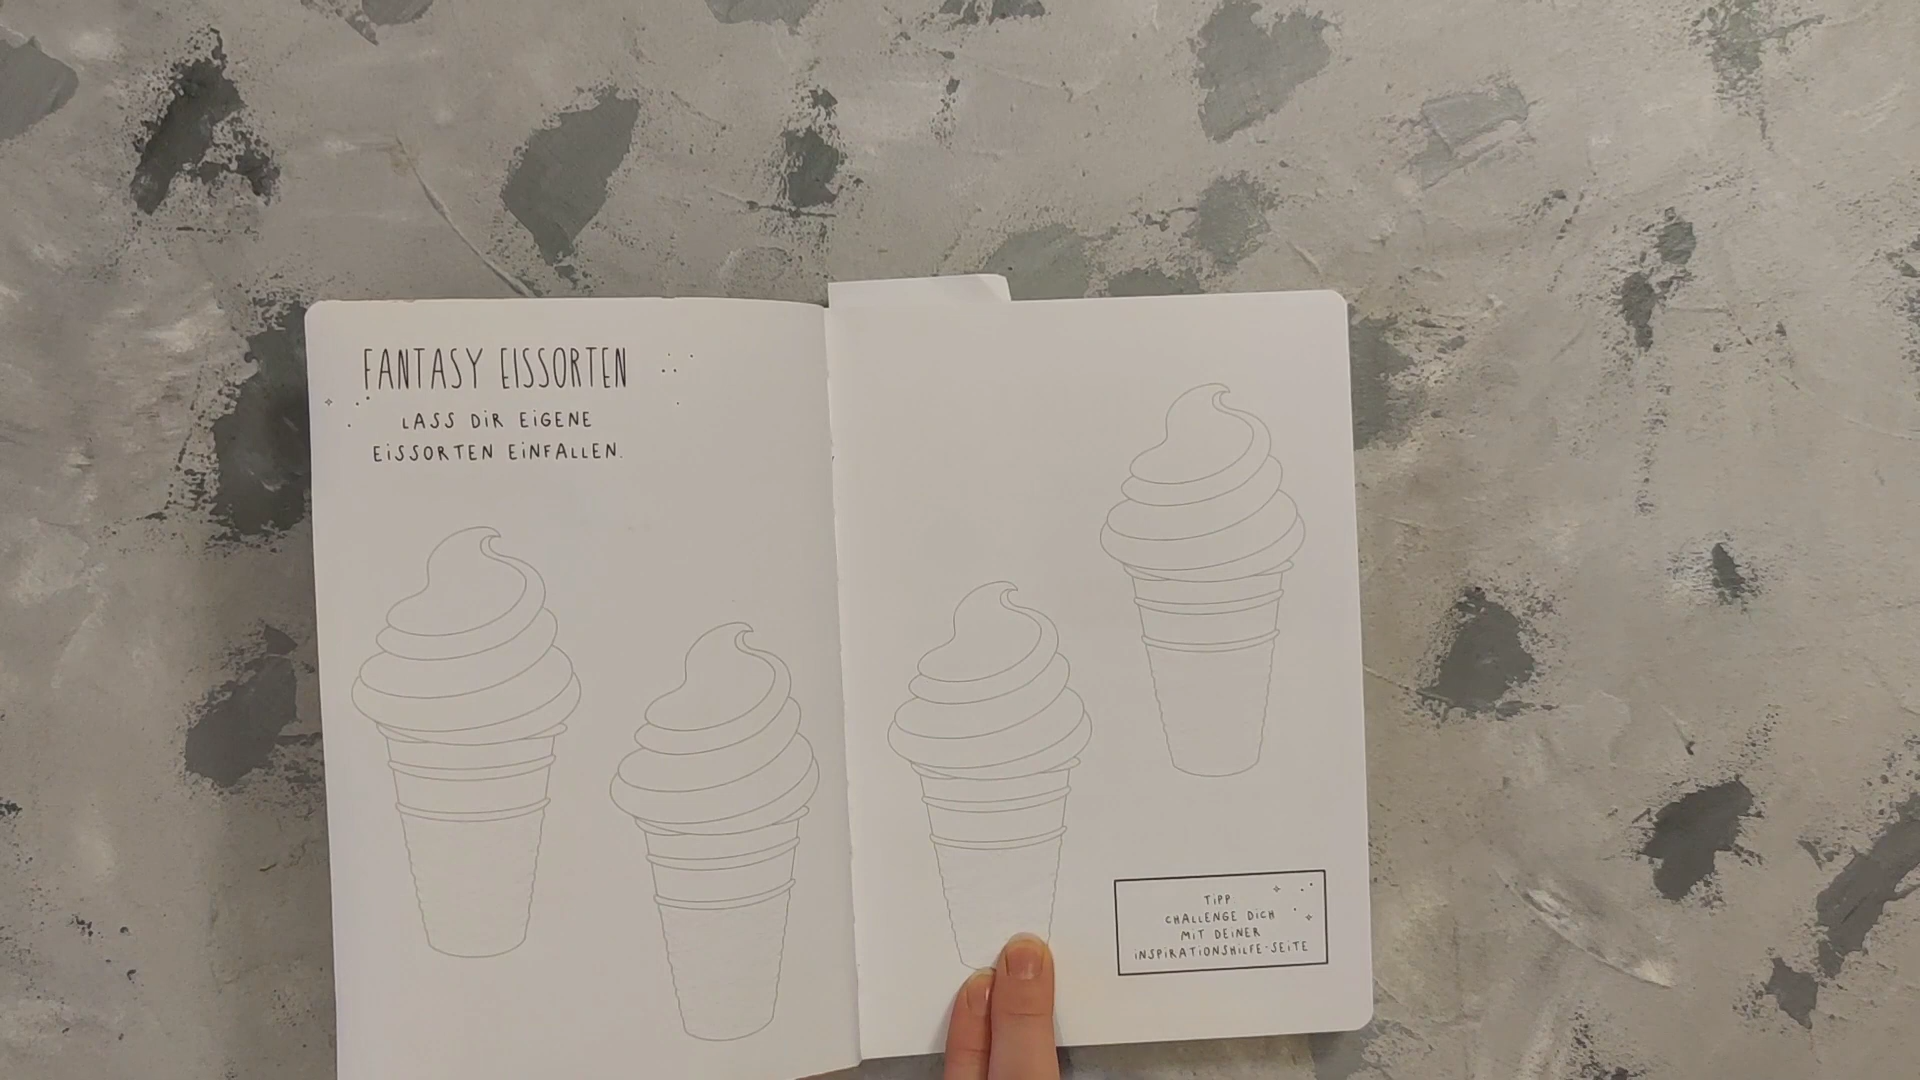 FANTASY EISSORTEN
LASS DiR EiGENE
EiSSORTEN EiNFALLEN.
TiPP
CHALLENGE DiCH
MiT DEiNER
iNSPiRATiONSHiLFE-SEiTE